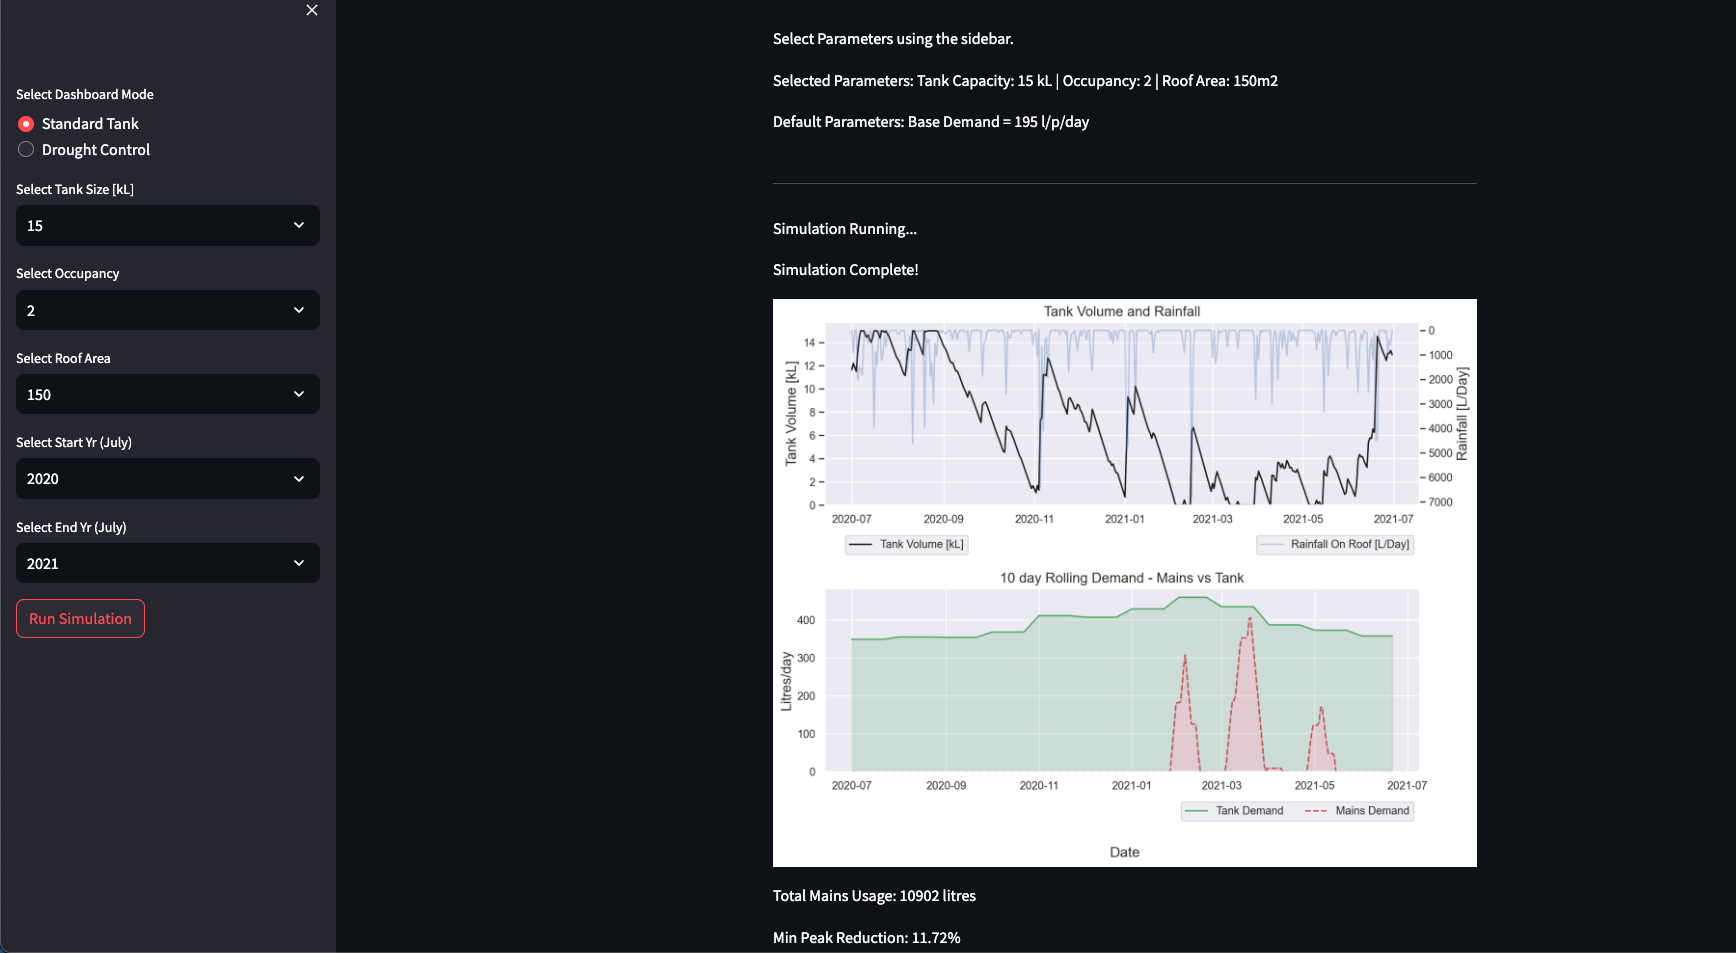 Select Dashboard Mode
Standard Tank
Drought Control
Select Tank Size [kL]
15
Select Occupancy
2
Select Roof Area
150
Select Start Yr (July)
2020
Select End Yr (July)
2021
Run Simulation
Select Parameters using the sidebar.
Selected Parameters: Tank Capacity: 15 kL | Occupancy: 2 | Roof Area: 150m2
Default Parameters: Base Demand = 195 l/p/day
Simulation Running...
Simulation Complete!
Tank Volume and Rainfall
Tank Volume [kL]
14
12
10
8
6
4
2
0
0
1000
2000
3000
4000
5000
6000
7000
Rainfall [L/Day]
2020-07 2020-09 2020-11 2021-01 2021-03 2021-05 2021-07
Tank Volume [kL]
Rainfall On Roof [L/Day]
10 day Rolling Demand - Mains vs Tank
Litres/day
400
300
200
100
0
2020-07 2020-09 2020-11 2021-01 2021-03 2021-05 2021-07
Tank Demand Mains Demand
Date
Total Mains Usage: 10902 litres
Min Peak Reduction: 11.72%